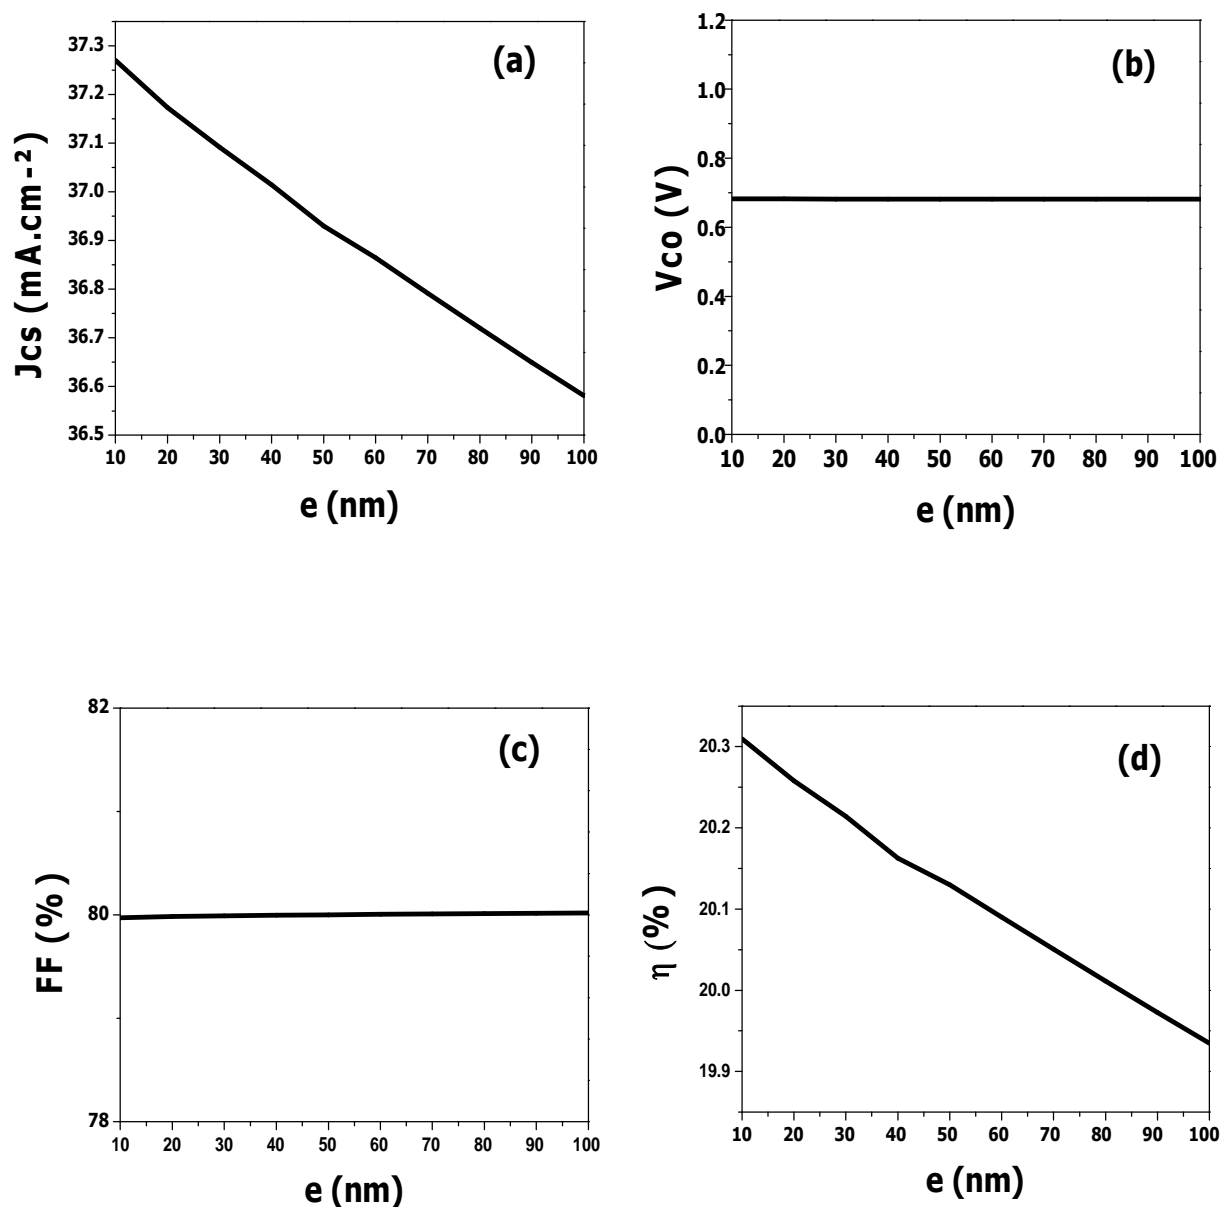 (a)
Jcs (mA.cm-²)
37.3
37.2
37.1
37.0
36.9
36.8
36.7
36.6
36.5
10 20 30 40 50 60 70 80 90 100
e (nm)
(b)
Vco (V)
1.2
1.0
0.8
0.6
0.4
0.2
0.0
10 20 30 40 50 60 70 80 90 100
e (nm)
(c)
FF (%)
82
80
78
10 20 30 40 50 60 70 80 90 100
e (nm)
(d)
η (%)
20.3
20.2
20.1
20.0
19.9
10 20 30 40 50 60 70 80 90 100
e (nm)